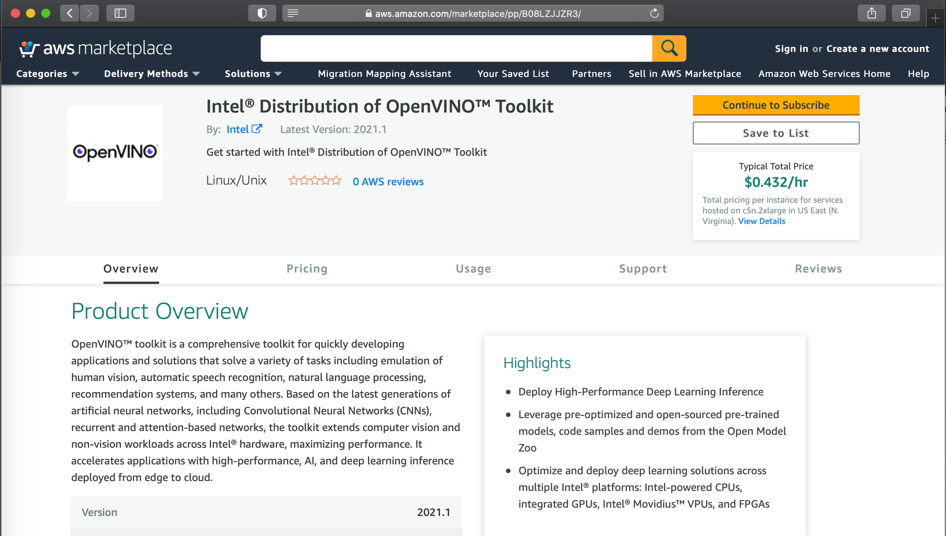 aws.amazon.com/marketplace/pp/B08LZJJZR3/
aws marketplace
Sign in or Create a new account
Categories Delivery Methods Solutions Migration Mapping Assistant Your Saved List Partners Sell in AWS Marketplace Amazon Web Services Home Help
OpenVINO
Intel® Distribution of OpenVINO™ Toolkit
By: Intel Latest Version: 2021.1
Get started with Intel® Distribution of OpenVINO™ Toolkit
Linux/Unix 0 AWS reviews
Continue to Subscribe
Save to List
Typical Total Price
$0.432/hr
Total pricing per instance for services
hosted on c5n.2xlarge in US East (N.
Virginia). View Details
Overview Pricing Usage Support Reviews
Product Overview
OpenVINO™ toolkit is a comprehensive toolkit for quickly developing
applications and solutions that solve a variety of tasks including emulation of
human vision, automatic speech recognition, natural language processing,
recommendation systems, and many others. Based on the latest generations of
artificial neural networks, including Convolutional Neural Networks (CNNs),
recurrent and attention-based networks, the toolkit extends computer vision and
non-vision workloads across Intel® hardware, maximizing performance. It
accelerates applications with high-performance, AI, and deep learning inference
deployed from edge to cloud.
Version 2021.1
Highlights
• Deploy High-Performance Deep Learning Inference
• Leverage pre-optimized and open-sourced pre-trained
models, code samples and demos from the Open Model
Zoo
• Optimize and deploy deep learning solutions across
multiple Intel® platforms: Intel-powered CPUs,
integrated GPUs, Intel® Movidius™ VPUs, and FPGAs